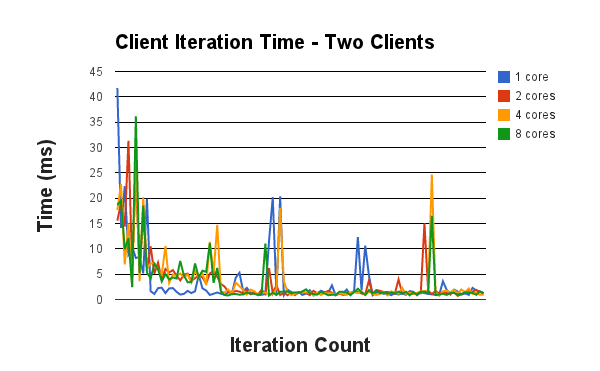 Client Iteration Time - Two Clients
Time (ms)
45
40
35
30
25
20
15
10
5
0
1 core
2 cores
4 cores
8 cores
Iteration Count